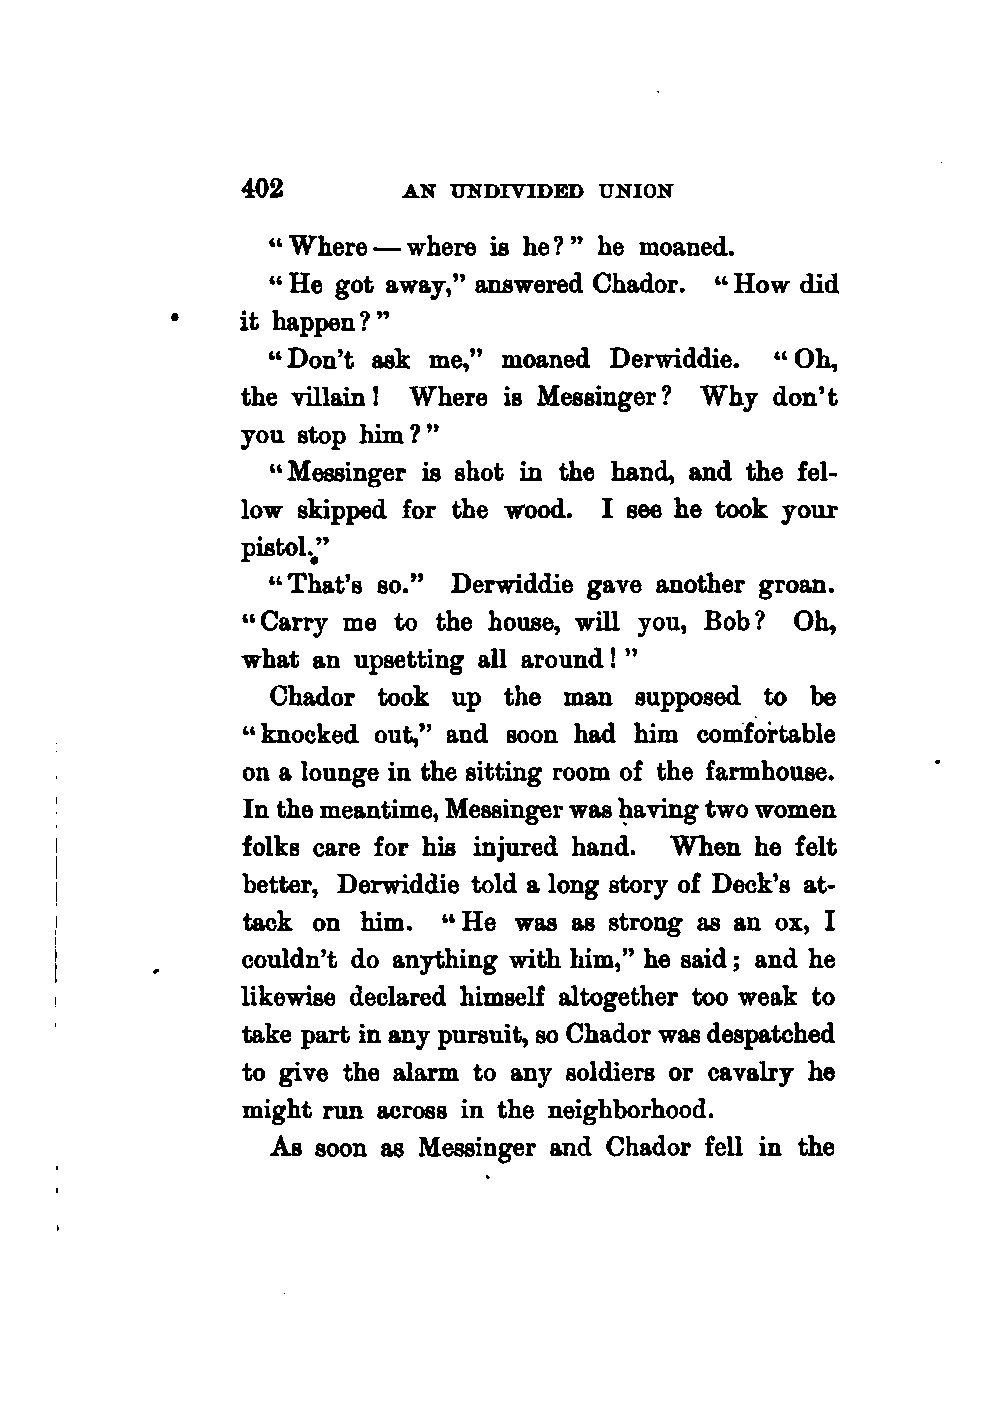 402 AN UNDIVIDED UNION
“Where — where is he?” he moaned.
“He got away,” answered Chador. “How did
it happen?”
“Don't ask me,” moaned Derwiddie. “Oh,
the villain! Where is Messinger? Why don't
you stop him?”
“Messinger is shot in the hand, and the fel-
low skipped for the wood. I see he took your
pistol.”
“That's so.” Derwiddie gave another groan.
“Carry me to the house, will you, Bob? Oh,
what an upsetting all around!”
Chador took up the man supposed to be
“knocked out,” and soon had him comfortable
on a lounge in the sitting room of the farmhouse.
In the meantime, Messinger was having two women
folks care for his injured hand. When he felt
better, Derwiddie told a long story of Deck's at-
tack on him. “He was as strong as an ox, I
couldn't do anything with him,” he said; and he
likewise declared himself altogether too weak to
take part in any pursuit, so Chador was despatched
to give the alarm to any soldiers or cavalry he
might run across in the neighborhood.
As soon as Messinger and Chador fell in the